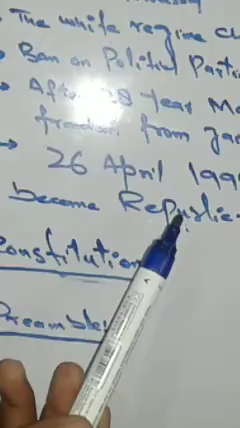 The white regime
Ban on Political Parti
After 28 Year
freedom from
→ 26 April 199
become Republic
Constitution
Preamble